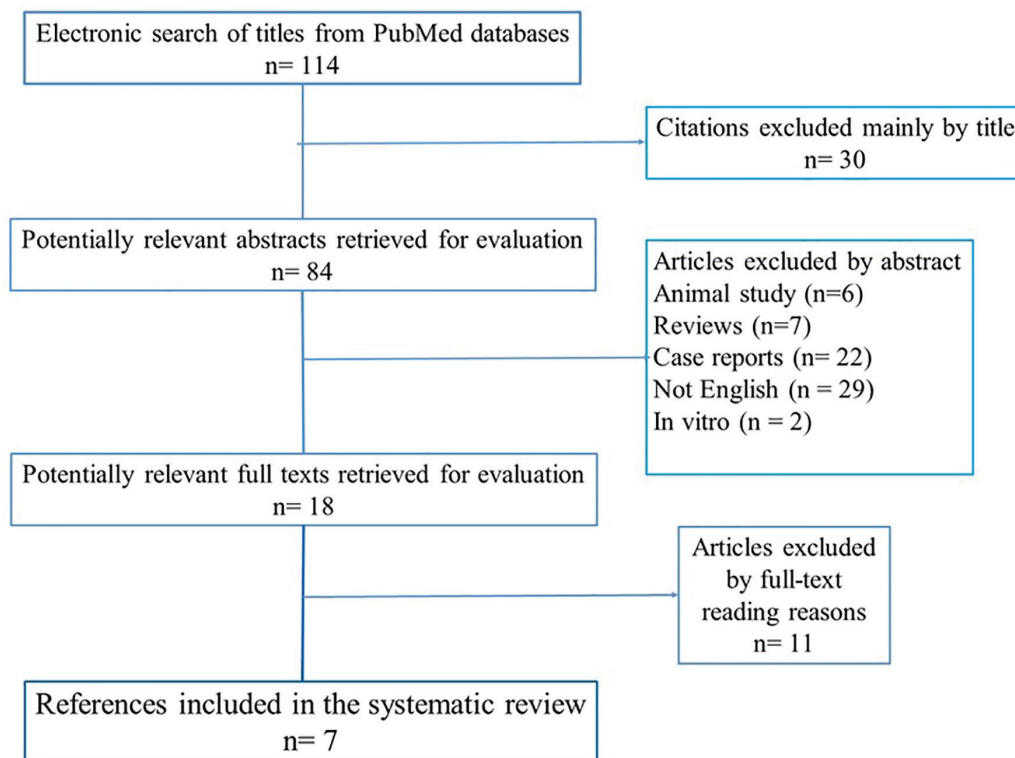 Electronic search of titles from PubMed databases
n= 114
Citations excluded mainly by title
n= 30
Potentially relevant abstracts retrieved for evaluation
n= 84
Articles excluded by abstract
Animal study (n=6)
Reviews (n=7)
Case reports (n= 22)
Not English (n = 29)
In vitro (n = 2)
Potentially relevant full texts retrieved for evaluation
n= 18
Articles excluded
by full-text
reading reasons
n= 11
References included in the systematic review
n= 7